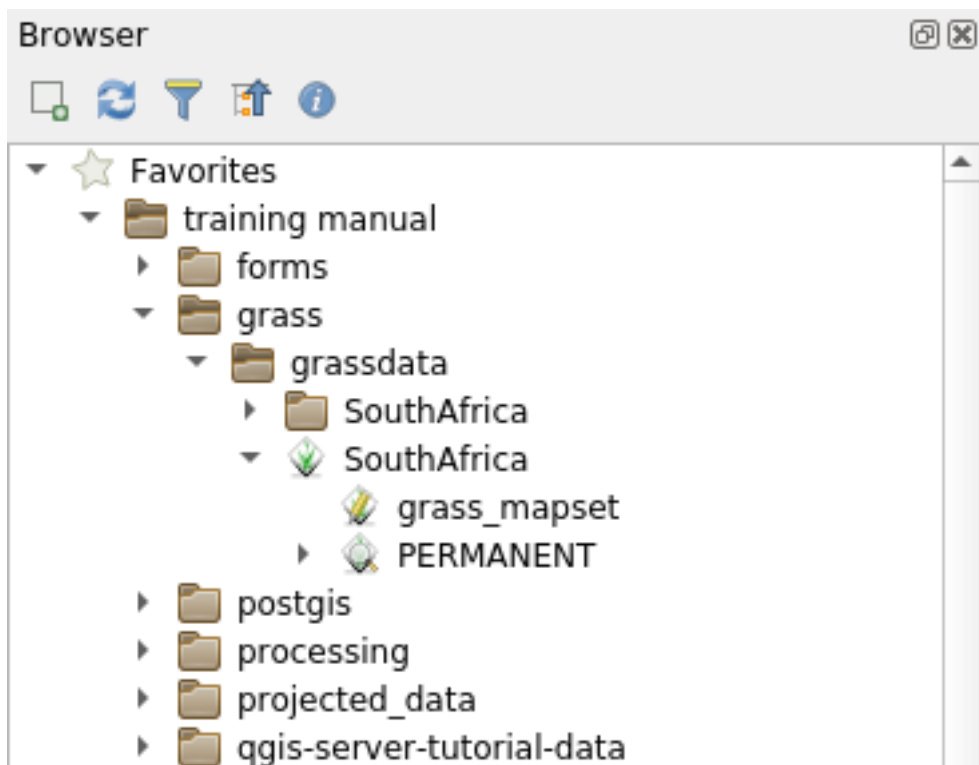 Browser
Favorites
training manual
forms
grass
grassdata
SouthAfrica
SouthAfrica
grass_mapset
PERMANENT
postgis
processing
projected_data
qgis-server-tutorial-data